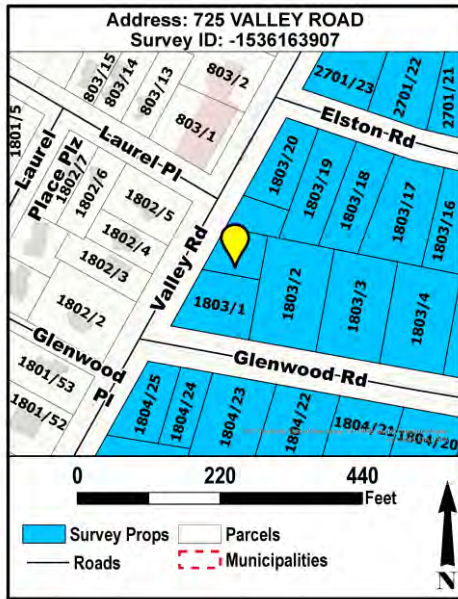 Address: 725 VALLEY ROAD
Survey ID: -1536163907
803/15
803/14
803/13
803/2
803/1
2701/23
2701/22
2701/21
1801/5
Laurel
Place Plz
1802/7
1802/6
Laurel-Pl
Elston-Rd
1803/20
1803/19
1803/18
1803/17
1803/16
1802/5
1802/4
1802/3
1802/2
Valley-Rd
1803/1
1803/2
1803/3
1803/4
Glenwood
Pl
Glenwood-Rd
1801/53
1801/52
1804/25
1804/24
1804/23
1804/22
1804/21
1804/20
0 220 440
Feet
Survey Props
Parcels
Roads
Municipalities
N